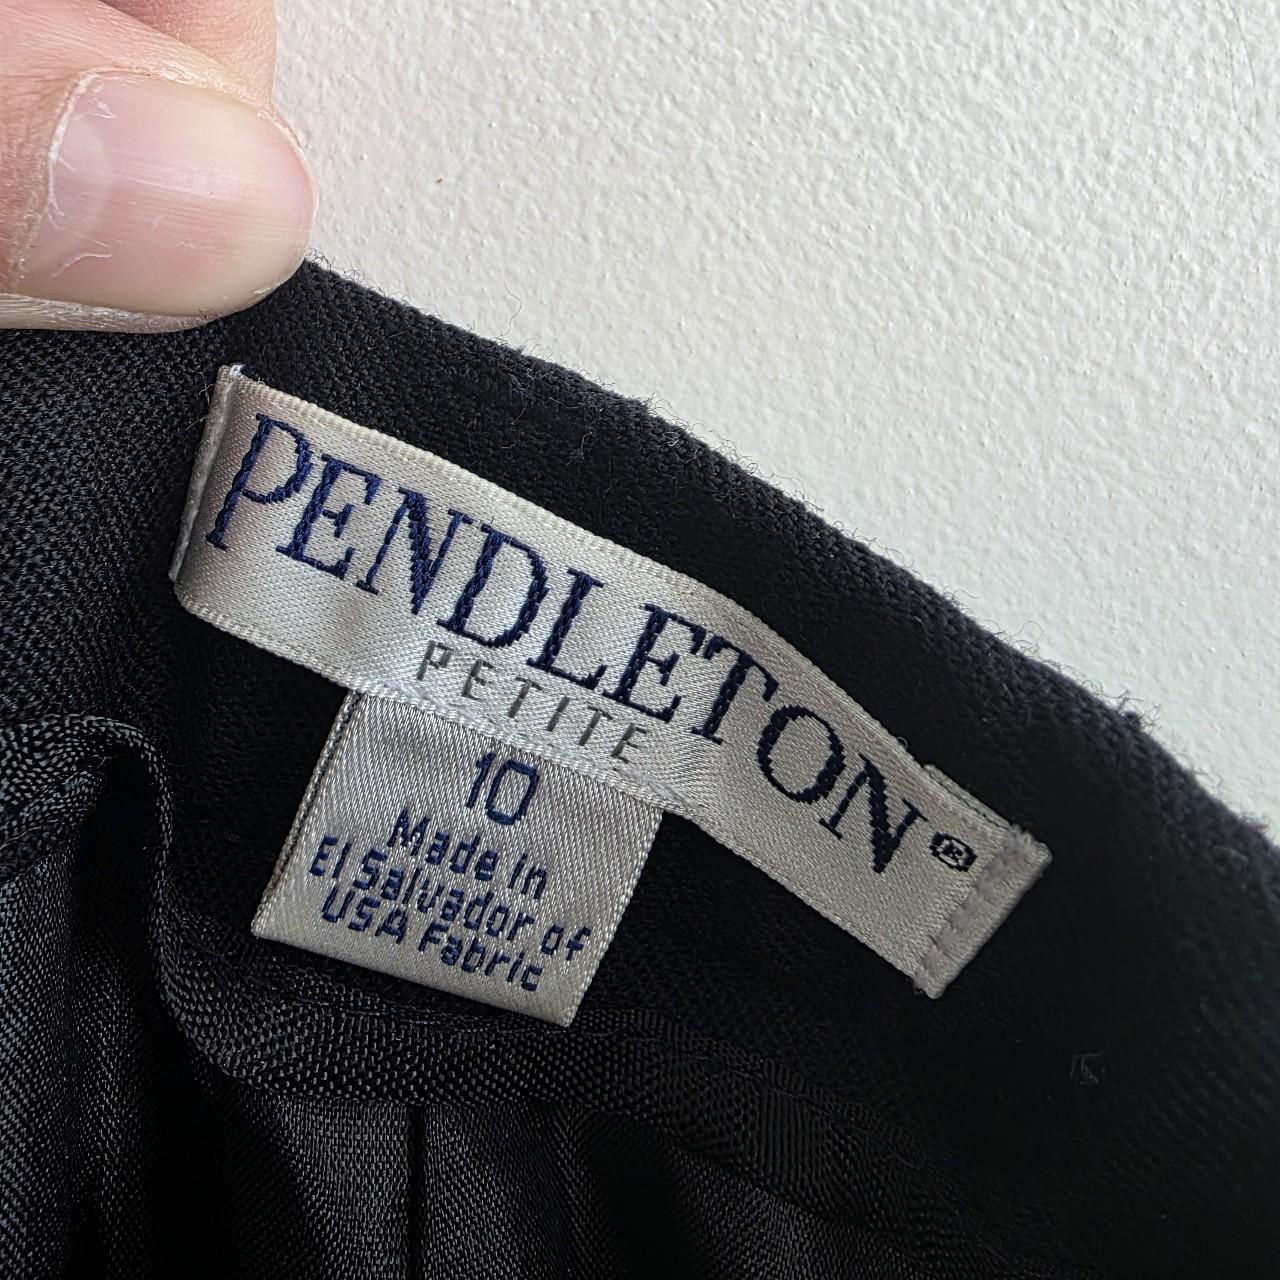 PENDLETON®
PETITE
10
Made in
El Salvador of
USA Fabric